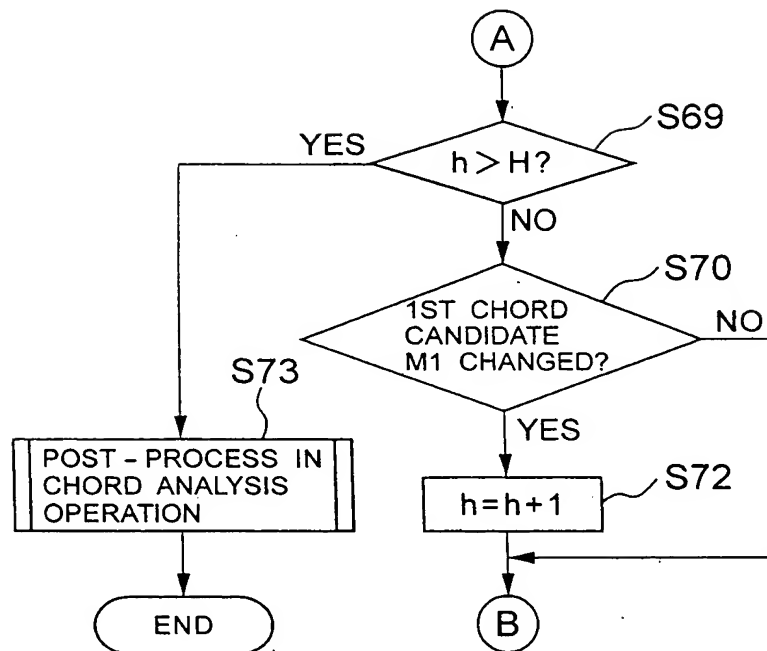 A
S69
YES
h > H?
NO
S70
1ST CHORD
CANDIDATE
M1 CHANGED?
NO
S73
YES
POST-PROCESS IN
CHORD ANALYSIS
OPERATION
S72
h=h+1
END
B